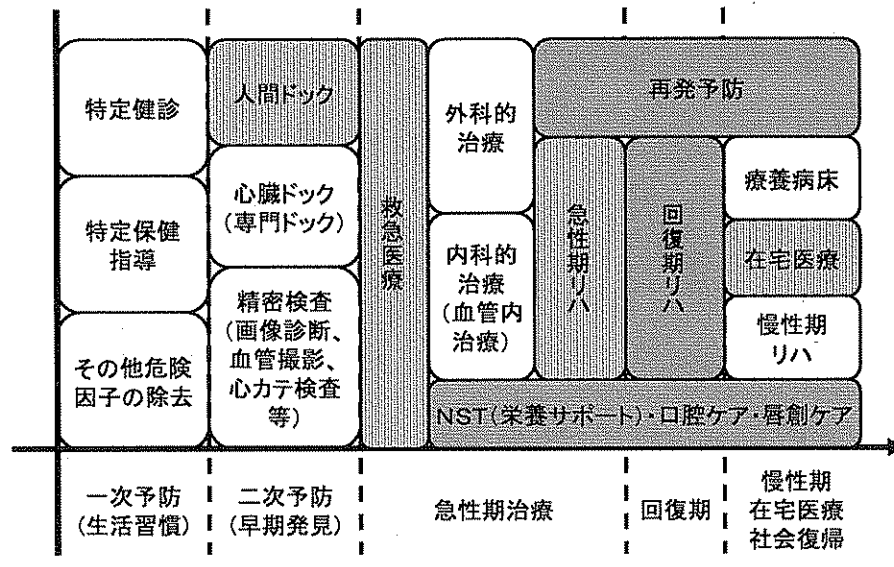 特定健診
特定保健
指導
その他危険
因子の除去
人間ドック
心臓ドック
(専門ドック)
精密検査
(画像診断、
血管撮影、
心カテ検査
等)
救急医療
外科的
治療
内科的
治療
(血管内
治療)
再発予防
急性期リハ
回復期リハ
療養病床
在宅医療
慢性期
リハ
NST(栄養サポート)・口腔ケア・唇創ケア
一次予防
(生活習慣)
二次予防
(早期発見)
急性期治療
回復期
慢性期
在宅医療
社会復帰